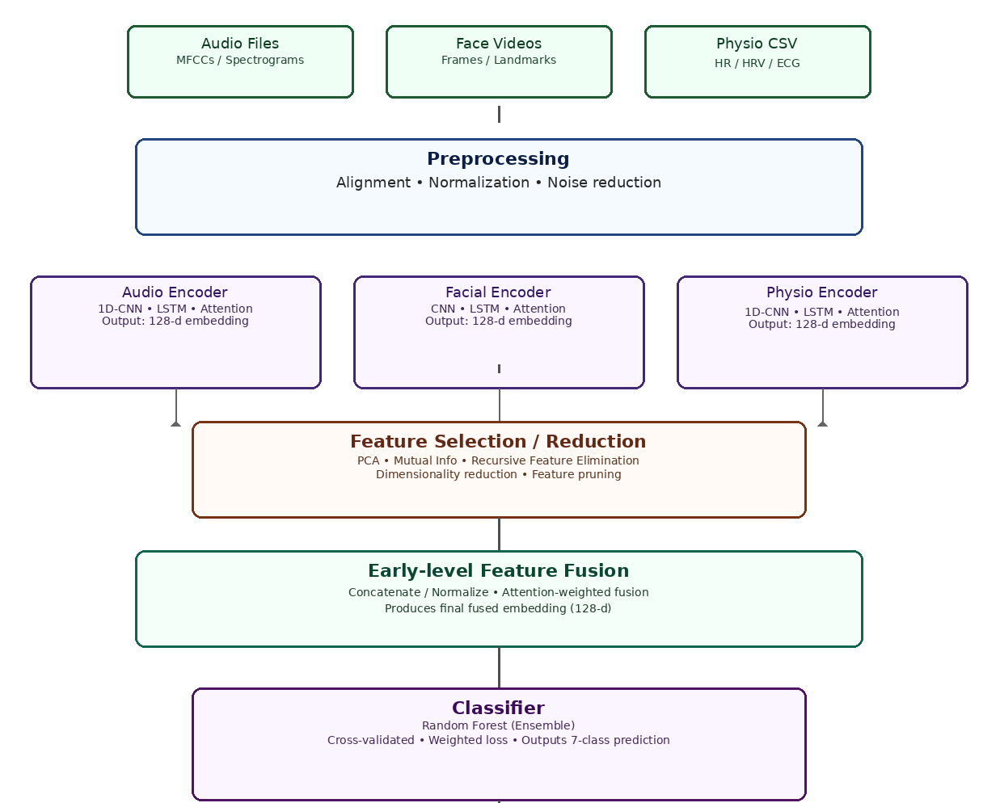 Audio Files
MFCCs / Spectrograms
Face Videos
Frames / Landmarks
Physio CSV
HR / HRV / ECG
Preprocessing
Alignment • Normalization • Noise reduction
Audio Encoder
1D-CNN • LSTM • Attention
Output: 128-d embedding
Facial Encoder
CNN • LSTM • Attention
Output: 128-d embedding
Physio Encoder
1D-CNN • LSTM • Attention
Output: 128-d embedding
Feature Selection / Reduction
PCA • Mutual Info • Recursive Feature Elimination
Dimensionality reduction • Feature pruning
Early-level Feature Fusion
Concatenate / Normalize • Attention-weighted fusion
Produces final fused embedding (128-d)
Classifier
Random Forest (Ensemble)
Cross-validated • Weighted loss • Outputs 7-class prediction